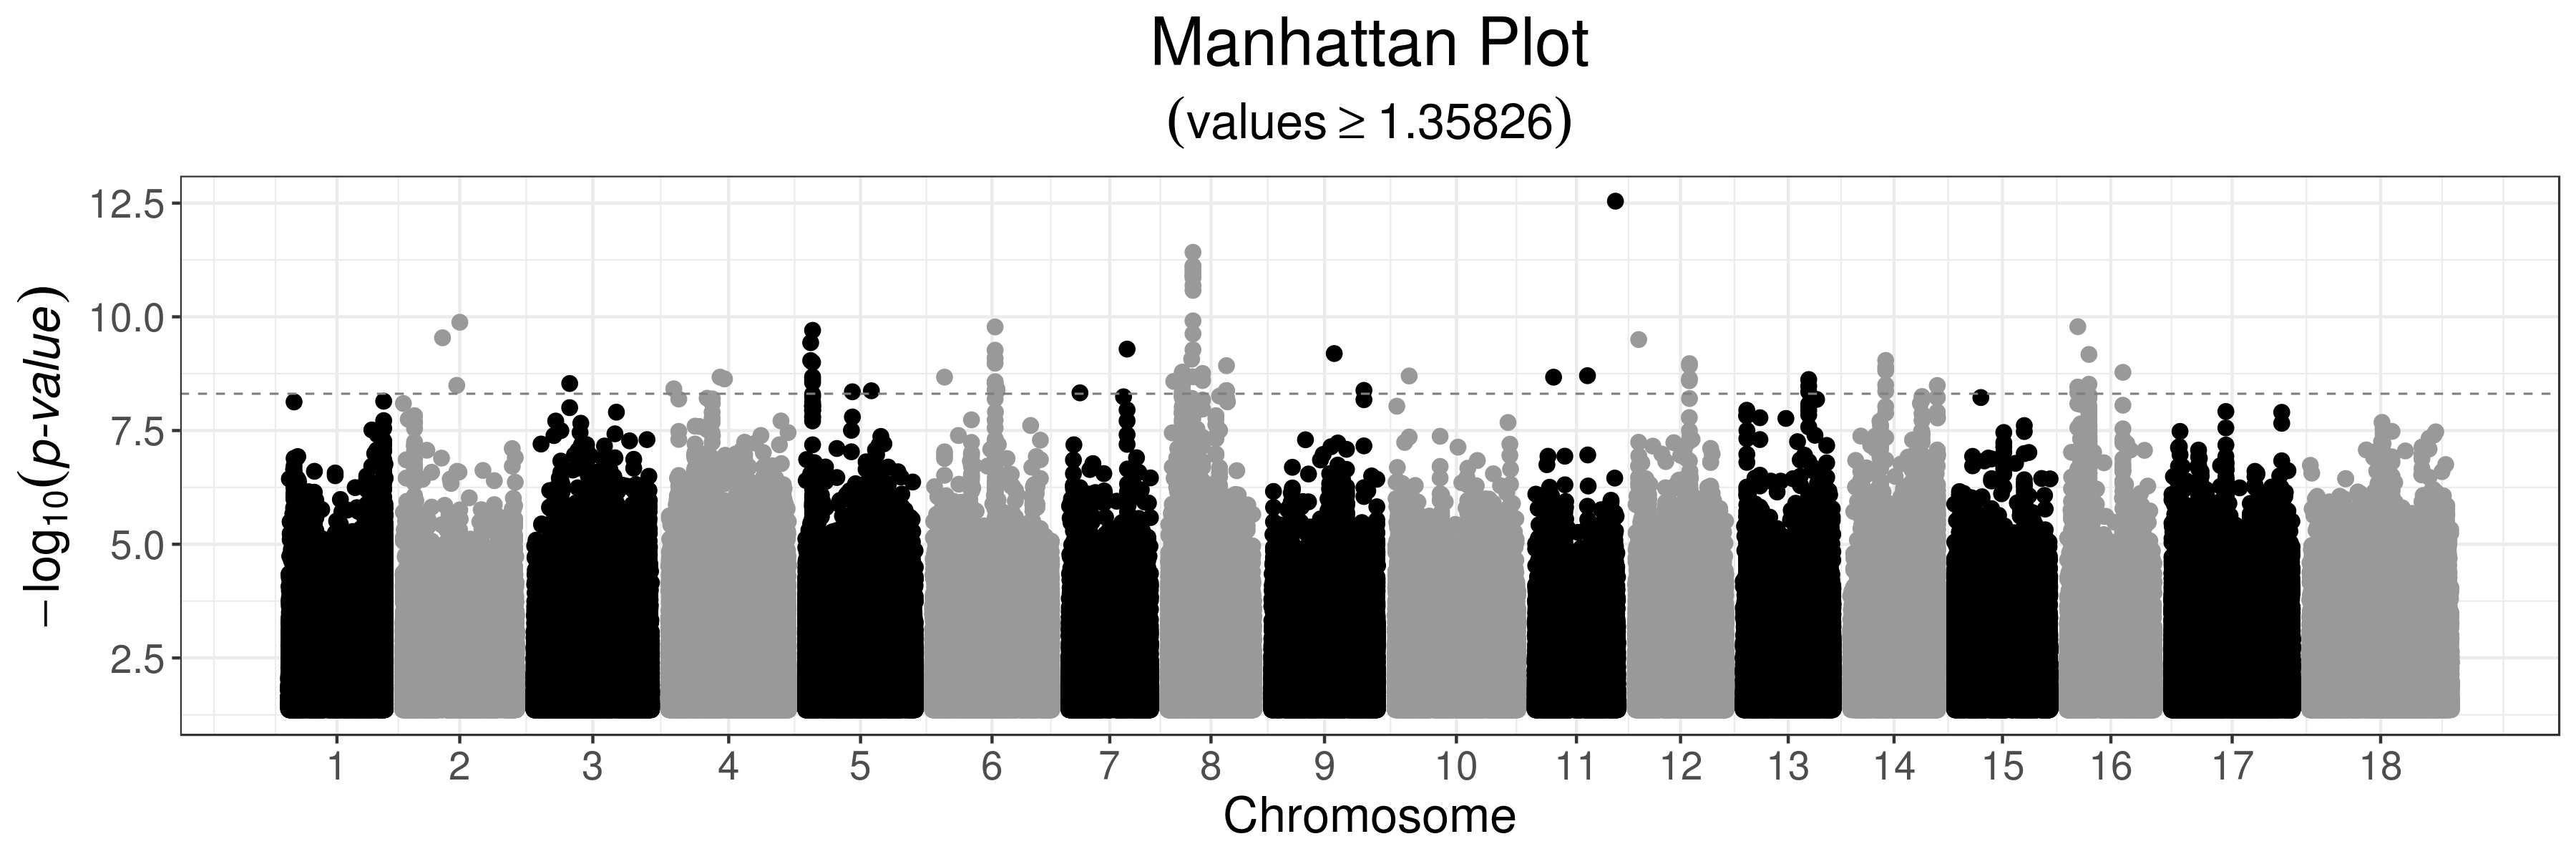 Manhattan Plot
(values ≥ 1.35826)
−log10(p-value)
12.5
10.0
7.5
5.0
2.5
1 2 3 4 5 6 7 8 9 10 11 12 13 14 15 16 17 18
Chromosome